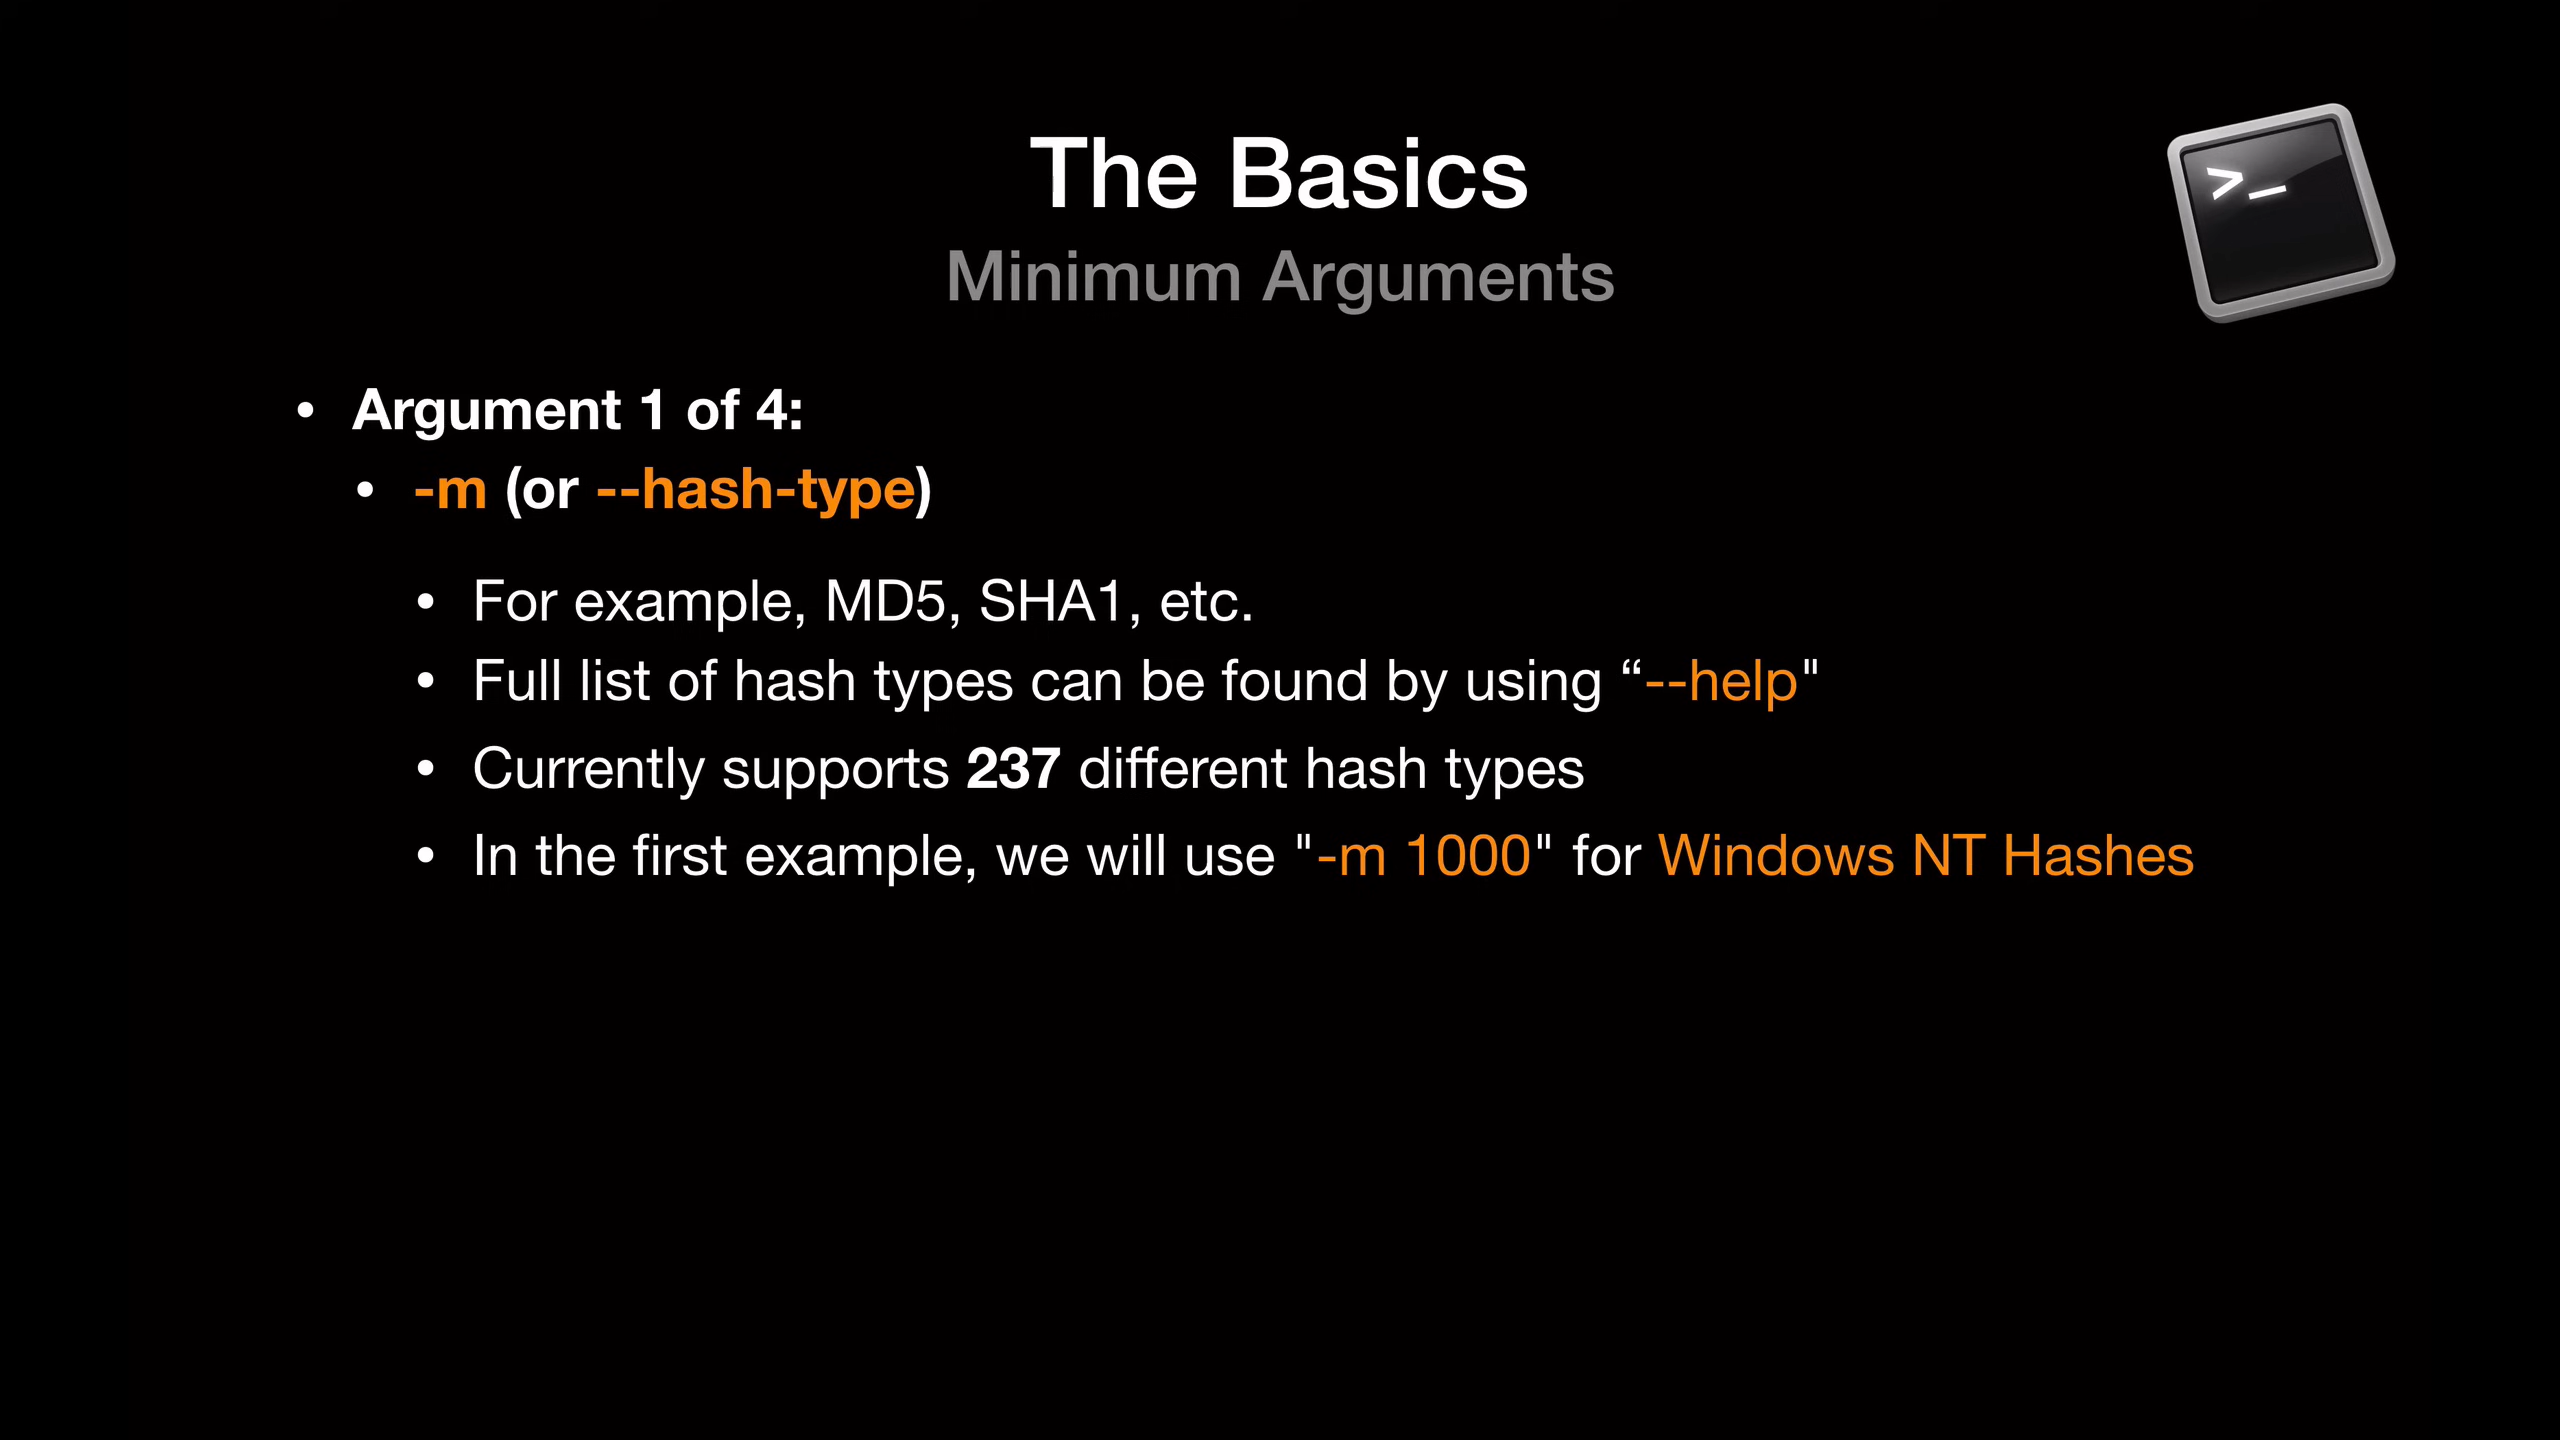 The Basics
Minimum Arguments
>_
• Argument 1 of 4:
• -m (or --hash-type)
• For example, MD5, SHA1, etc.
• Full list of hash types can be found by using “--help"
• Currently supports 237 different hash types
• In the first example, we will use "-m 1000" for Windows NT Hashes